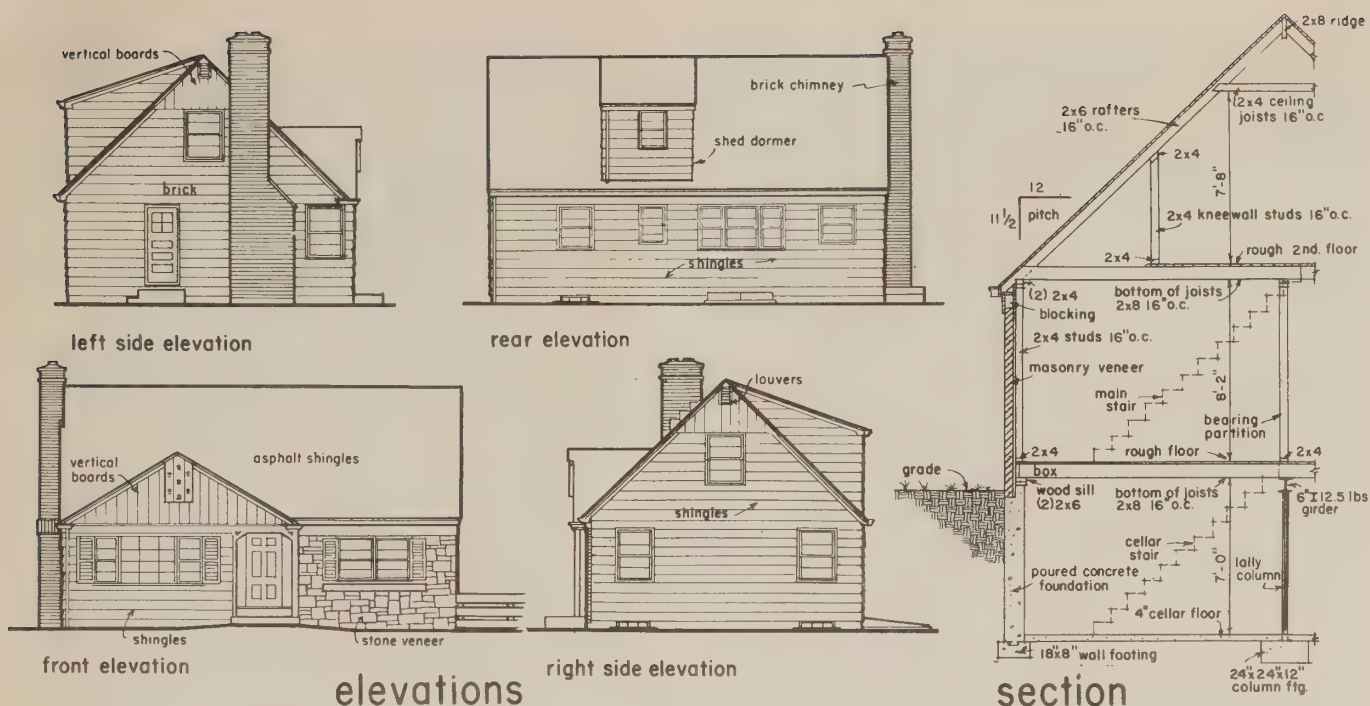 vertical boards
brick
left side elevation
brick chimney
shed dormer
shingles
rear elevation
vertical
boards
asphalt shingles
shingles
stone veneer
front elevation
louvers
shingles
right side elevation
elevations
2x8 ridge
2x6 rafters
16" o.c.
(2x4 ceiling
joists 16" o.c
2x4
7'-8"
12
11 1/2
pitch
2x4 kneewall studs 16" o.c.
2x4
rough 2nd. floor
(2) 2x4
blocking
bottom of joists
2x8 16" o.c.
2x4 studs 16" o.c.
masonry veneer
main
stair
8'-2"
bearing
partition
2x4
rough floor
2x4
grade
box
wood sill
(2) 2x6
bottom of joists
2x8 16" o.c.
6" I 12.5 lbs
girder
cellar
stair
7'-0"
lally
column
poured concrete
foundation
4" cellar floor
18"x8" wall footing
24"x24"x12"
column ftg.
section